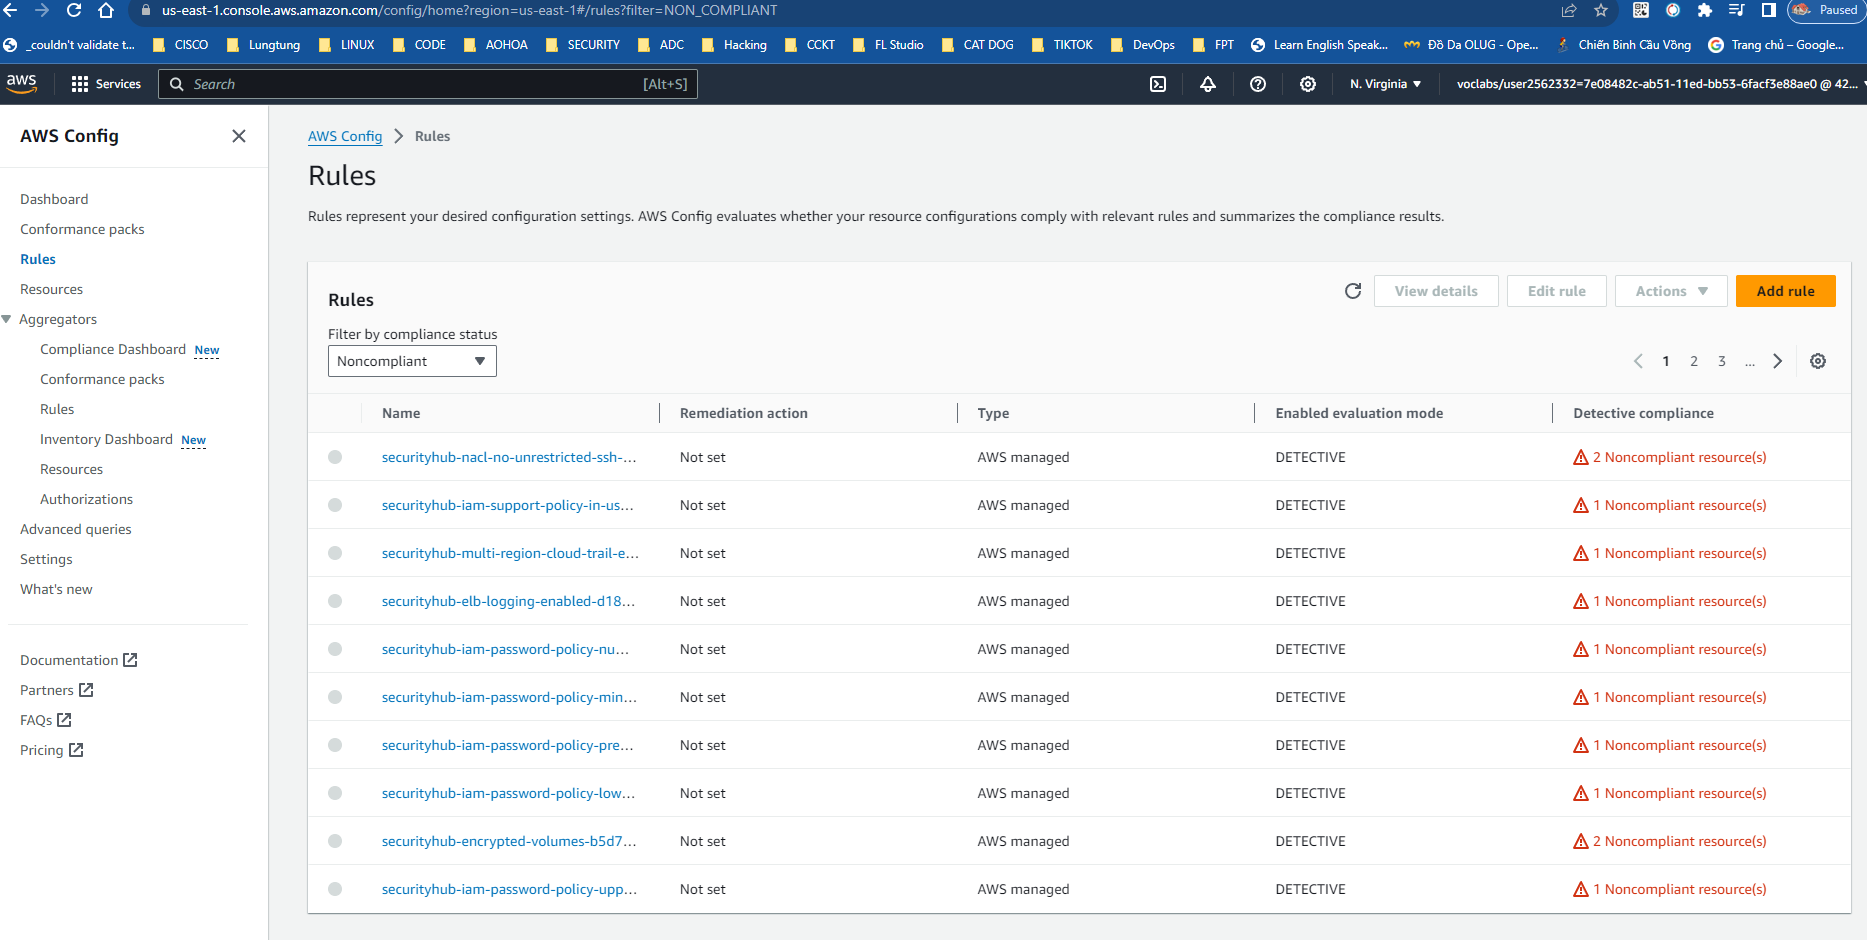 us-east-1.console.aws.amazon.com/config/home?region=us-east-1#/rules?filter=NON_COMPLIANT
Paused
_couldn't validate t...
CISCO
Lungtung
LINUX
CODE
AOHOA
SECURITY
ADC
Hacking
CCKT
FL Studio
CAT DOG
TIKTOK
DevOps
FPT
Learn English Speak...
Đồ Da OLUG - Ope...
Chiến Binh Cầu Vồng
Trang chủ – Google...
aws
Services
Search
[Alt+S]
N. Virginia
voclabs/user2562332=7e08482c-ab51-11ed-bb53-6facf3e88ae0 @ 42...
AWS Config
Dashboard
Conformance packs
Rules
Resources
Aggregators
Compliance Dashboard New
Conformance packs
Rules
Inventory Dashboard New
Resources
Authorizations
Advanced queries
Settings
What's new
Documentation
Partners
FAQs
Pricing
AWS Config > Rules
Rules
Rules represent your desired configuration settings. AWS Config evaluates whether your resource configurations comply with relevant rules and summarizes the compliance results.
Rules
View details
Edit rule
Actions
Add rule
Filter by compliance status
Noncompliant
1 2 3 ...
Name Remediation action Type Enabled evaluation mode Detective compliance
securityhub-nacl-no-unrestricted-ssh-... Not set AWS managed DETECTIVE 2 Noncompliant resource(s)
securityhub-iam-support-policy-in-us... Not set AWS managed DETECTIVE 1 Noncompliant resource(s)
securityhub-multi-region-cloud-trail-e... Not set AWS managed DETECTIVE 1 Noncompliant resource(s)
securityhub-elb-logging-enabled-d18... Not set AWS managed DETECTIVE 1 Noncompliant resource(s)
securityhub-iam-password-policy-nu... Not set AWS managed DETECTIVE 1 Noncompliant resource(s)
securityhub-iam-password-policy-min... Not set AWS managed DETECTIVE 1 Noncompliant resource(s)
securityhub-iam-password-policy-pre... Not set AWS managed DETECTIVE 1 Noncompliant resource(s)
securityhub-iam-password-policy-low... Not set AWS managed DETECTIVE 1 Noncompliant resource(s)
securityhub-encrypted-volumes-b5d7... Not set AWS managed DETECTIVE 2 Noncompliant resource(s)
securityhub-iam-password-policy-upp... Not set AWS managed DETECTIVE 1 Noncompliant resource(s)